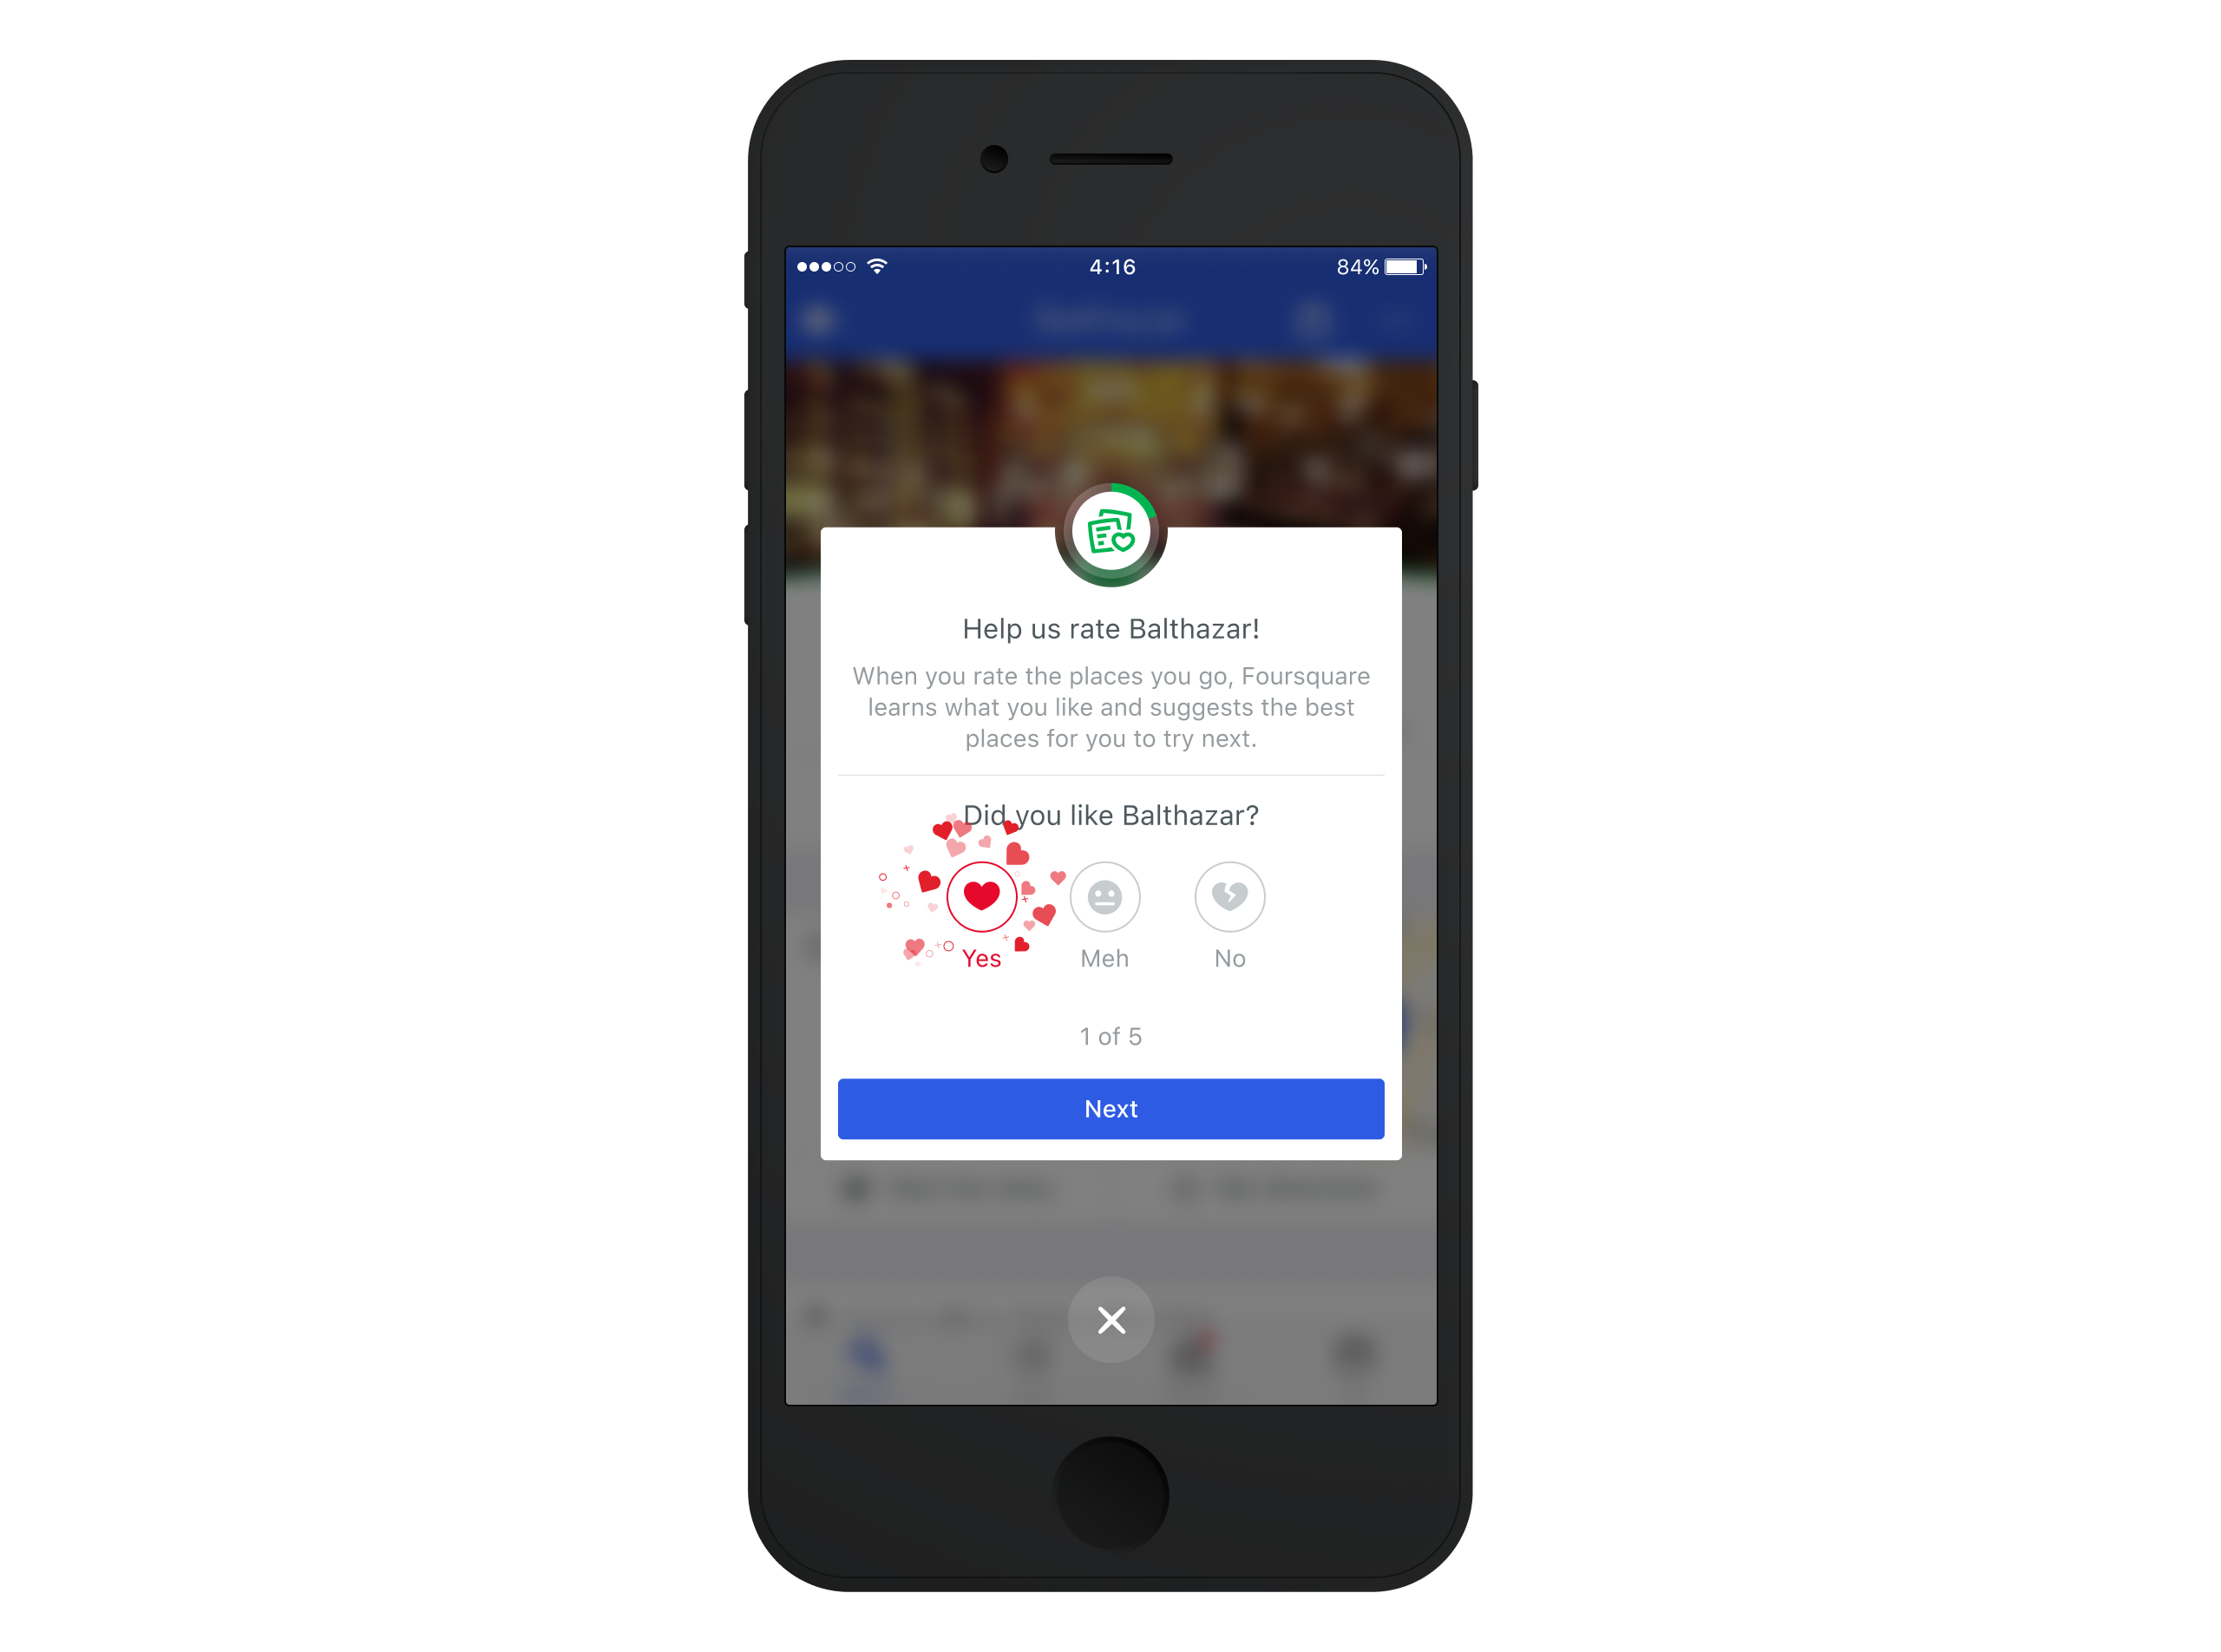 4:16
84%
Help us rate Balthazar!
When you rate the places you go, Foursquare
learns what you like and suggests the best
places for you to try next.
Did you like Balthazar?
Yes
Meh
No
1 of 5
Next